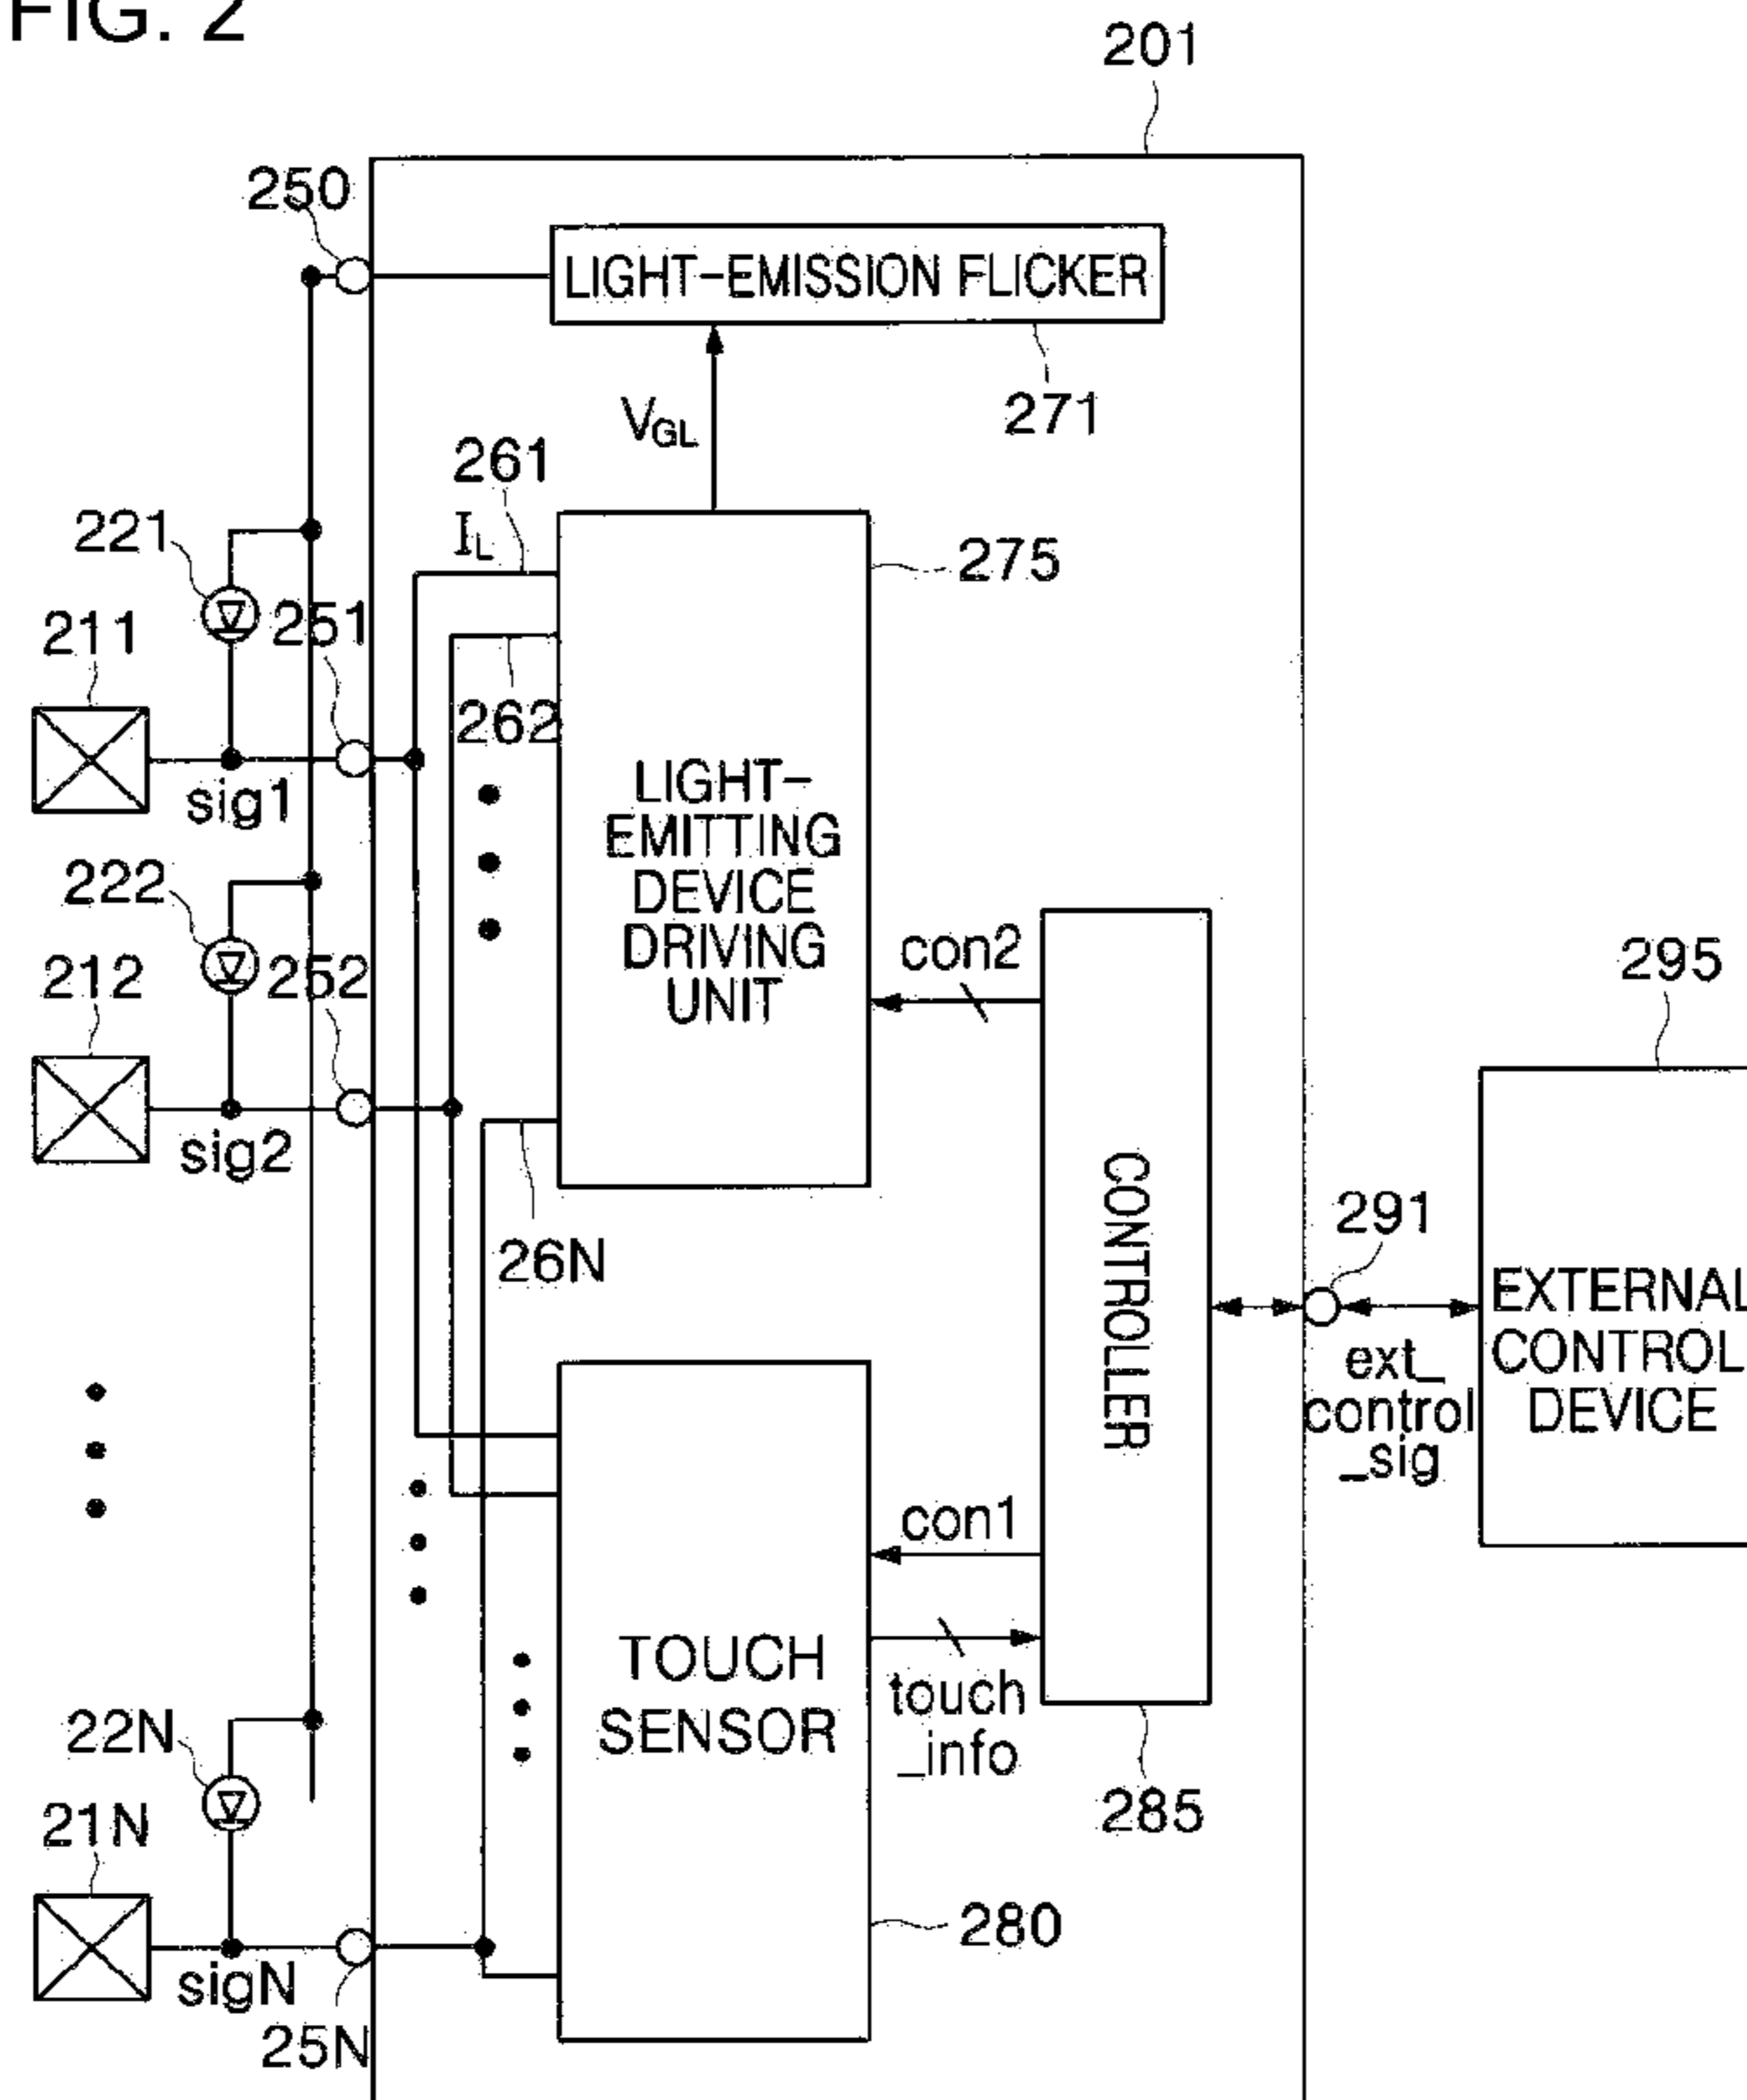 FIG. 2
201
250
LIGHT-EMISSION FLICKER
271
VGL
261
IL
221
275
211
251
262
LIGHT-
EMITTING
DEVICE
DRIVING
UNIT
sig1
222
con2
295
212
252
sig2
CONTROLLER
291
26N
EXTERNAL
CONTROL
DEVICE
ext_
control
_sig
con1
TOUCH
SENSOR
touch
_info
22N
285
21N
280
sigN
25N